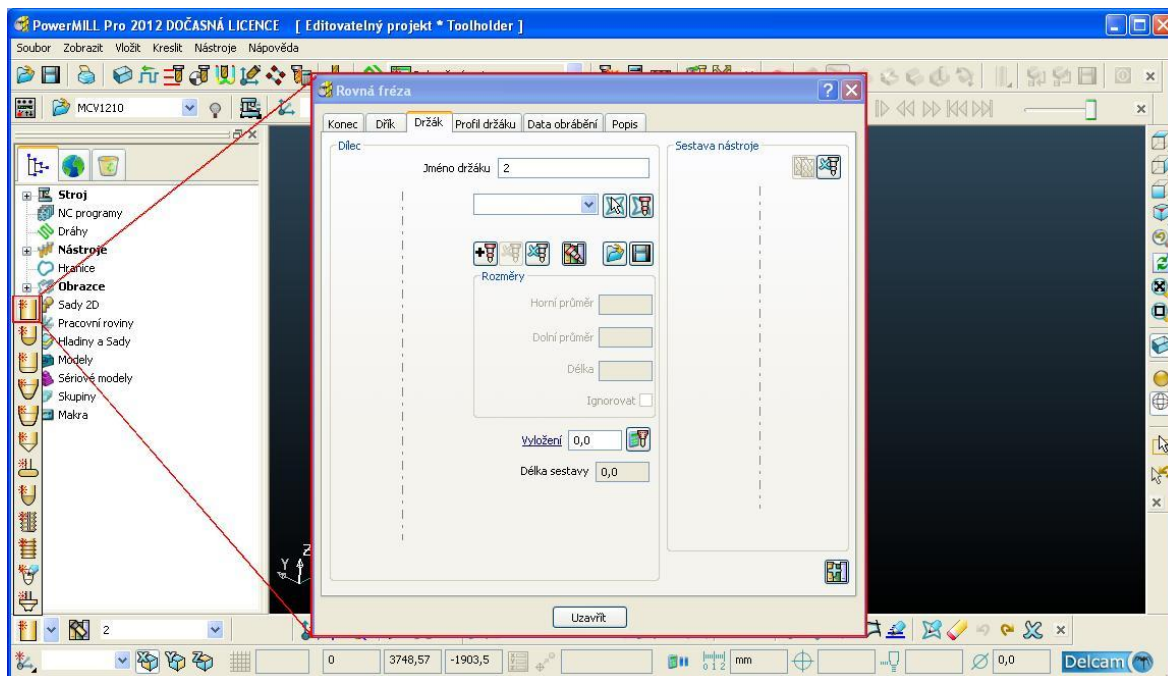 PowerMILL Pro 2012 DOČASNÁ LICENCE [ Editovatelný projekt * Toolholder ]
Soubor Zobrazit Vložit Kreslit Nástroje Nápověda
MCV1210
Stroj
NC programy
Dráhy
Nástroje
Hranice
Obrazce
Sady 2D
Pracovní roviny
Hladiny a Sady
Modely
Sériové modely
Skupiny
Makra
Rovná fréza
Konec Dřík Držák Profil držáku Data obrábění Popis
Dílec
Jméno držáku 2
Rozměry
Horní průměr
Dolní průměr
Délka
Ignorovat
Vyložení 0,0
Délka sestavy 0,0
Sestava nástroje
Uzavřít
Z
Y
2
0 3748,57 -1903,5 mm 0,0 Delcam